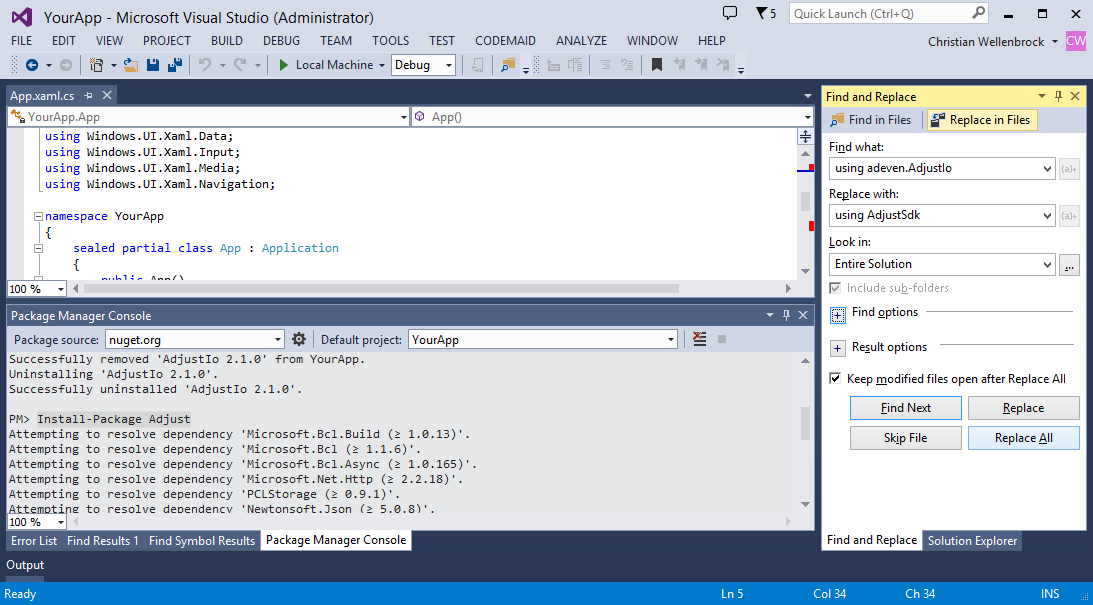 YourApp - Microsoft Visual Studio (Administrator)
5
Quick Launch (Ctrl+Q)
FILE EDIT VIEW PROJECT BUILD DEBUG TEAM TOOLS TEST CODEMAID ANALYZE WINDOW HELP
Christian Wellenbrock
CW
Local Machine
Debug
App.xaml.cs
YourApp.App
App()
using Windows.UI.Xaml.Data;
using Windows.UI.Xaml.Input;
using Windows.UI.Xaml.Media;
using Windows.UI.Xaml.Navigation;
namespace YourApp
{
sealed partial class App : Application
{
public App()
100 %
Package Manager Console
Package source: nuget.org
Default project: YourApp
Successfully removed 'AdjustIo 2.1.0' from YourApp.
Uninstalling 'AdjustIo 2.1.0'.
Successfully uninstalled 'AdjustIo 2.1.0'.
PM> Install-Package Adjust
Attempting to resolve dependency 'Microsoft.Bcl.Build (≥ 1.0.13)'.
Attempting to resolve dependency 'Microsoft.Bcl (≥ 1.1.6)'.
Attempting to resolve dependency 'Microsoft.Bcl.Async (≥ 1.0.165)'.
Attempting to resolve dependency 'Microsoft.Net.Http (≥ 2.2.18)'.
Attempting to resolve dependency 'PCLStorage (≥ 0.9.1)'.
Attempting to resolve dependency 'Newtonsoft.Json (≥ 5.0.8)'.
100 %
Error List Find Results 1 Find Symbol Results Package Manager Console
Output
Find and Replace
Find in Files
Replace in Files
Find what:
using adeven.AdjustIo
(a)+
Replace with:
using AdjustSdk
(a)+
Look in:
Entire Solution
...
Include sub-folders
Find options
Result options
Keep modified files open after Replace All
Find Next
Replace
Skip File
Replace All
Find and Replace Solution Explorer
Ready
Ln 5
Col 34
Ch 34
INS